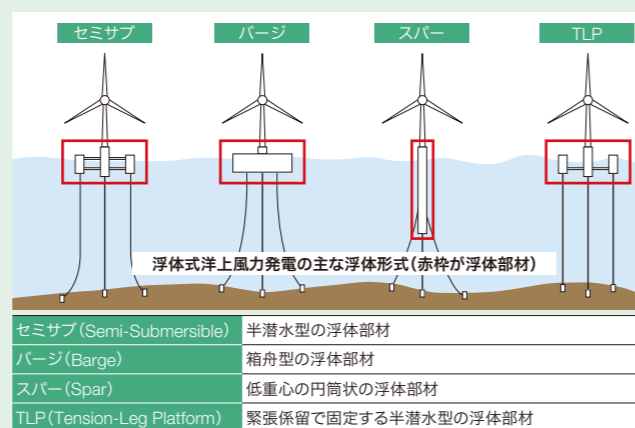 セミサブ
バージ
スパー
TLP
浮体式洋上風力発電の主な浮体形式(赤枠が浮体部材)
セミサブ(Semi-Submersible) 半潜水型の浮体部材
バージ(Barge) 箱舟型の浮体部材
スパー(Spar) 低重心の円筒状の浮体部材
TLP(Tension-Leg Platform) 緊張係留で固定する半潜水型の浮体部材